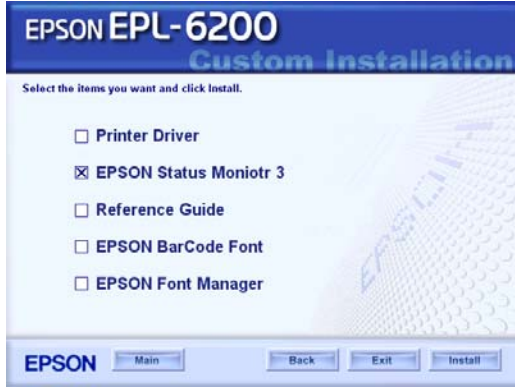 EPSON EPL-6200
Custom Installation
Select the items you want and click Install.
Printer Driver
EPSON Status Moniotr 3
Reference Guide
EPSON BarCode Font
EPSON Font Manager
EPSON
EPSON Main Back Exit Install